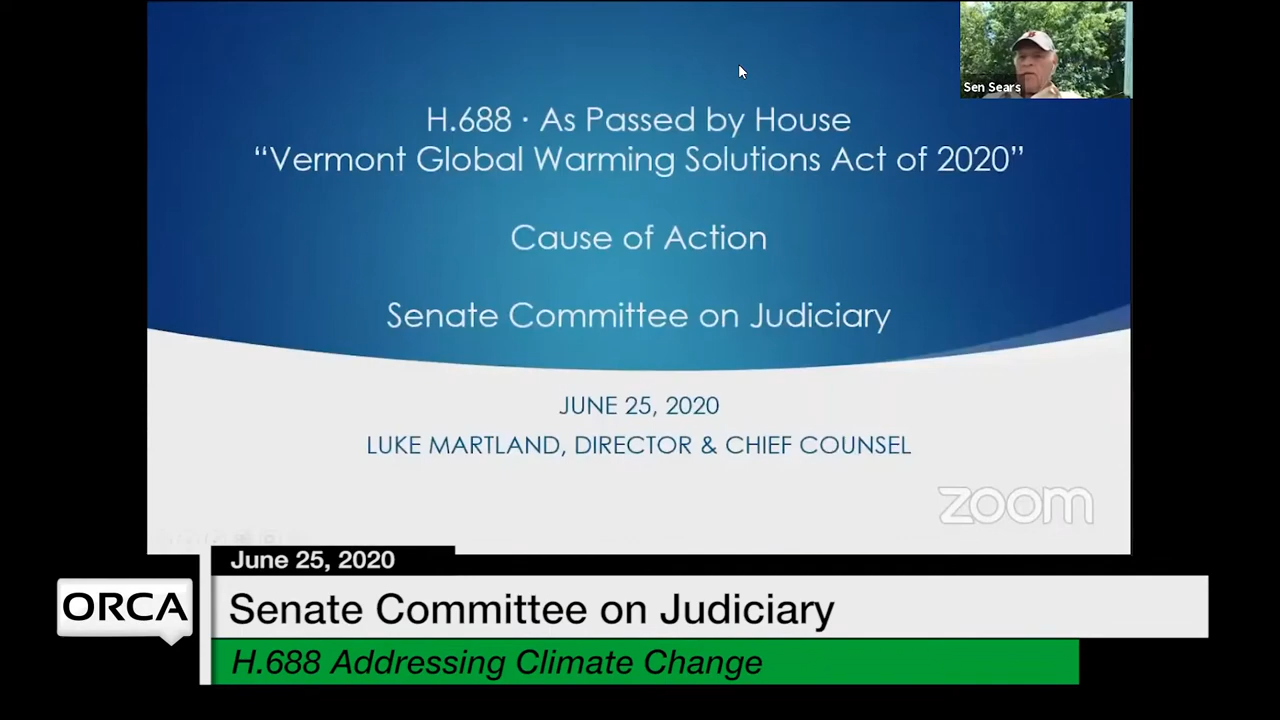 Sen Sears
H.688 · As Passed by House
“Vermont Global Warming Solutions Act of 2020”
Cause of Action
Senate Committee on Judiciary
JUNE 25, 2020
LUKE MARTLAND, DIRECTOR & CHIEF COUNSEL
zoom
June 25, 2020
ORCA
Senate Committee on Judiciary
H.688 Addressing Climate Change